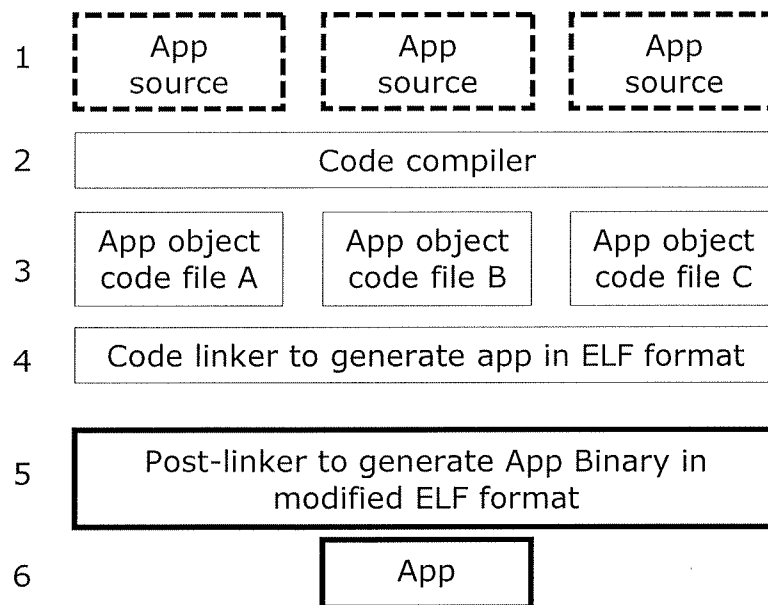 1
App
source
App
source
App
source
2
Code compiler
3
App object
code file A
App object
code file B
App object
code file C
4
Code linker to generate app in ELF format
5
Post-linker to generate App Binary in
modified ELF format
6
App